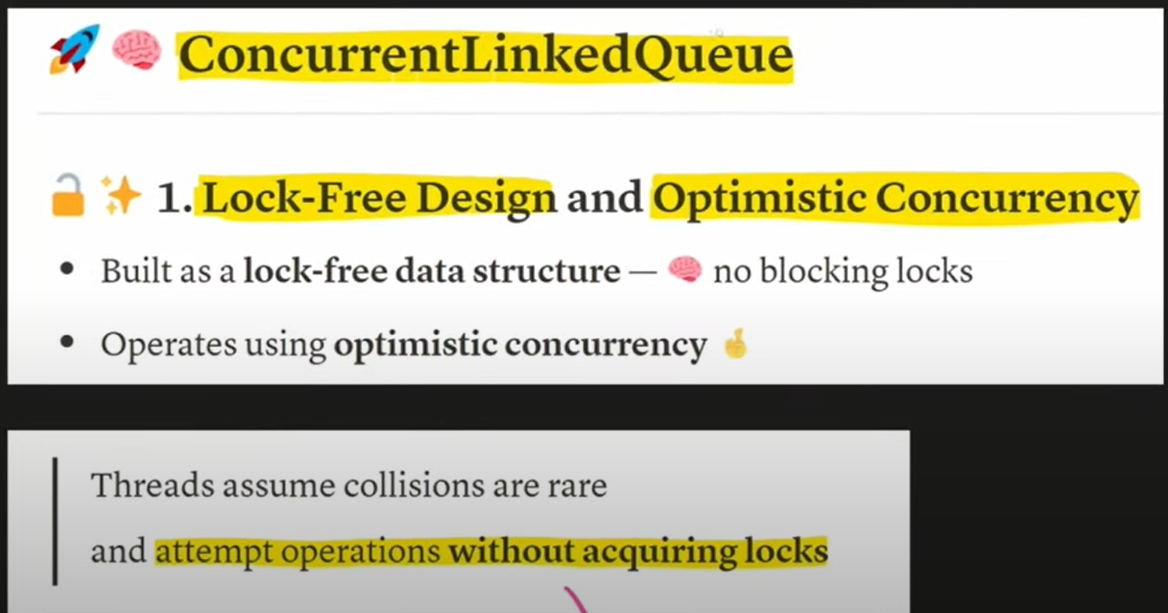 🚀 🧠 ConcurrentLinkedQueue
🔓 ✨ 1. Lock-Free Design and Optimistic Concurrency
• Built as a lock-free data structure — 🧠 no blocking locks
• Operates using optimistic concurrency 🤞
Threads assume collisions are rare
and attempt operations without acquiring locks